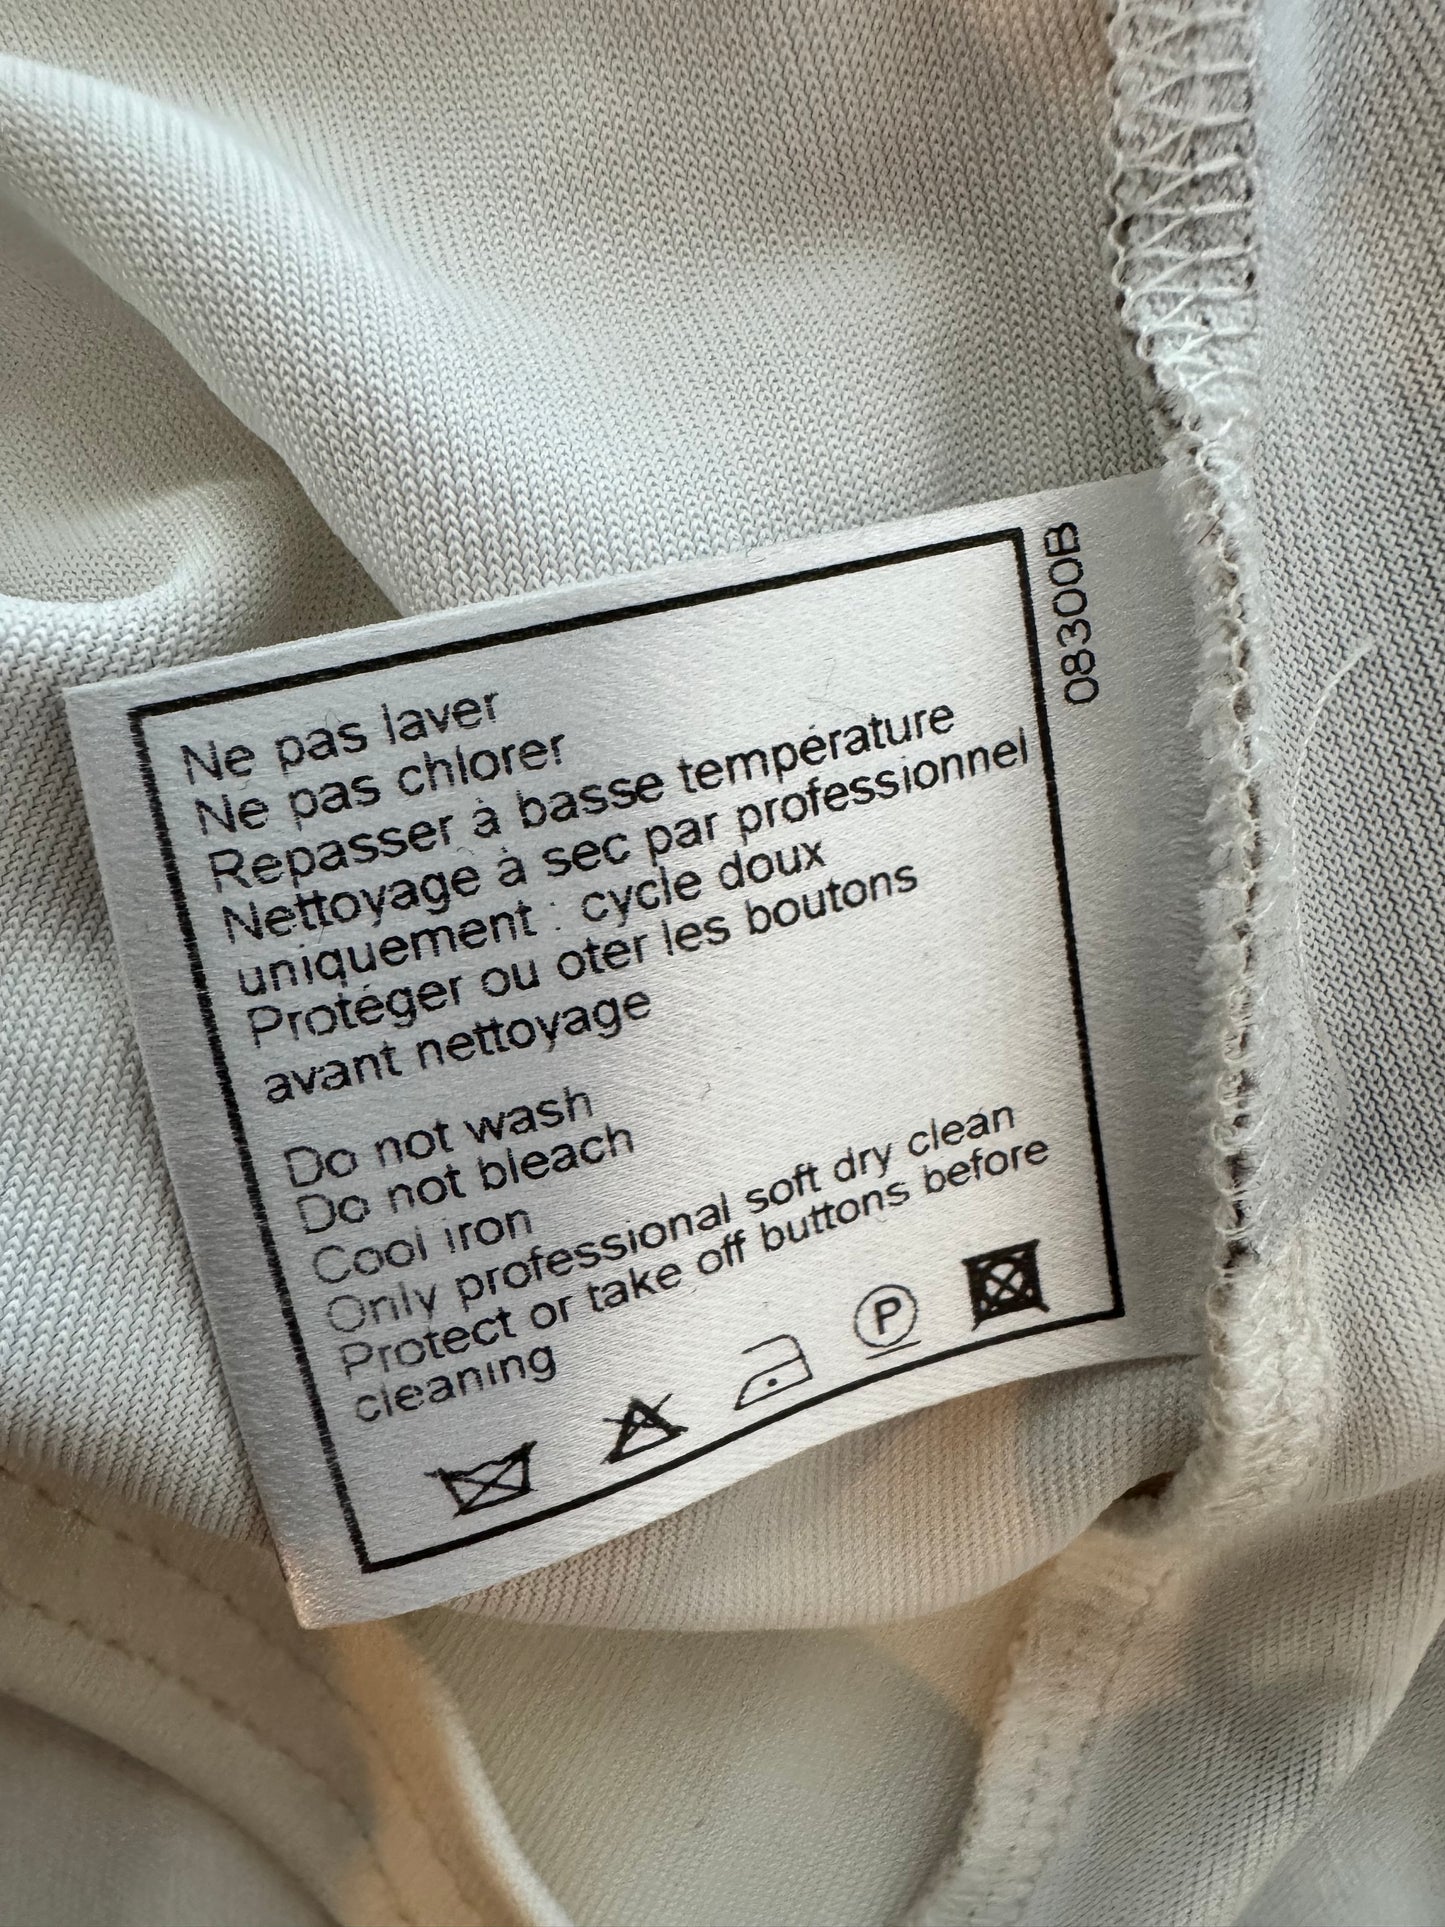 Ne pas laver
Ne pas chlorer
Repasser à basse température
Nettoyage à sec par professionnel
uniquement : cycle doux
Protéger ou oter les boutons
avant nettoyage
Do not wash
Do not bleach
Cool iron
Only professional soft dry clean
Protect or take off buttons before
cleaning
P
08300B